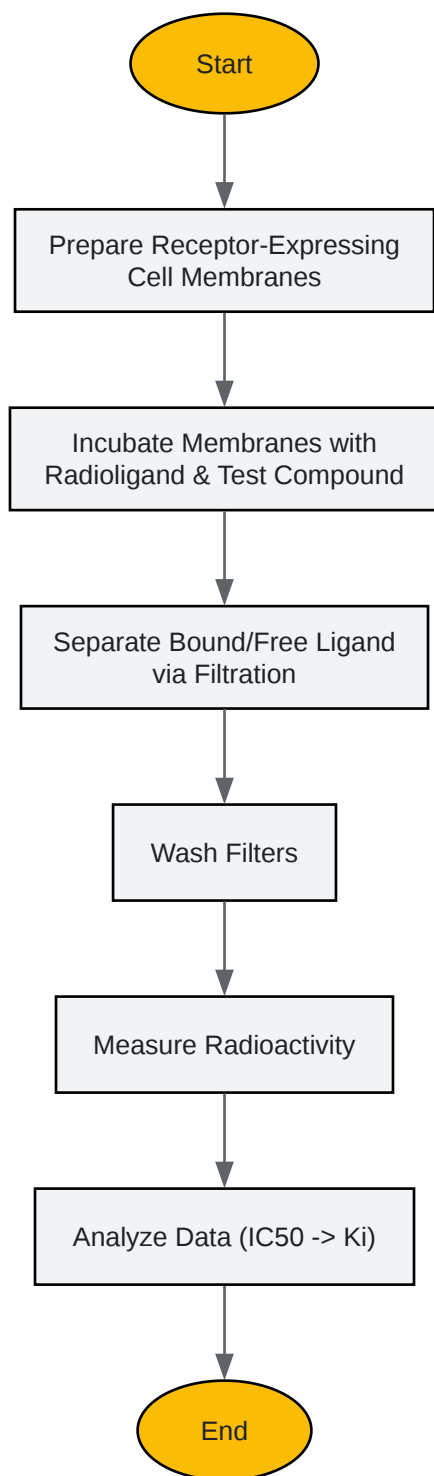 Start
Prepare Receptor-Expressing
Cell Membranes
Incubate Membranes with
Radioligand & Test Compound
Separate Bound/Free Ligand
via Filtration
Wash Filters
Measure Radioactivity
Analyze Data (IC50 -> Ki)
End